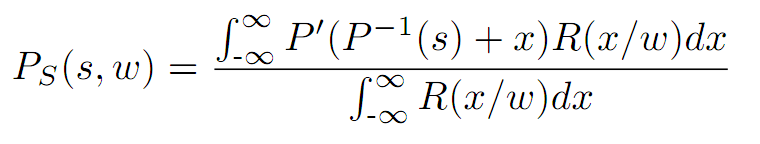 P_S(s, w) = \frac{\int_{-\infty}^{\infty} P'(P^{-1}(s) + x)R(x/w)dx}{\int_{-\infty}^{\infty} R(x/w)dx}